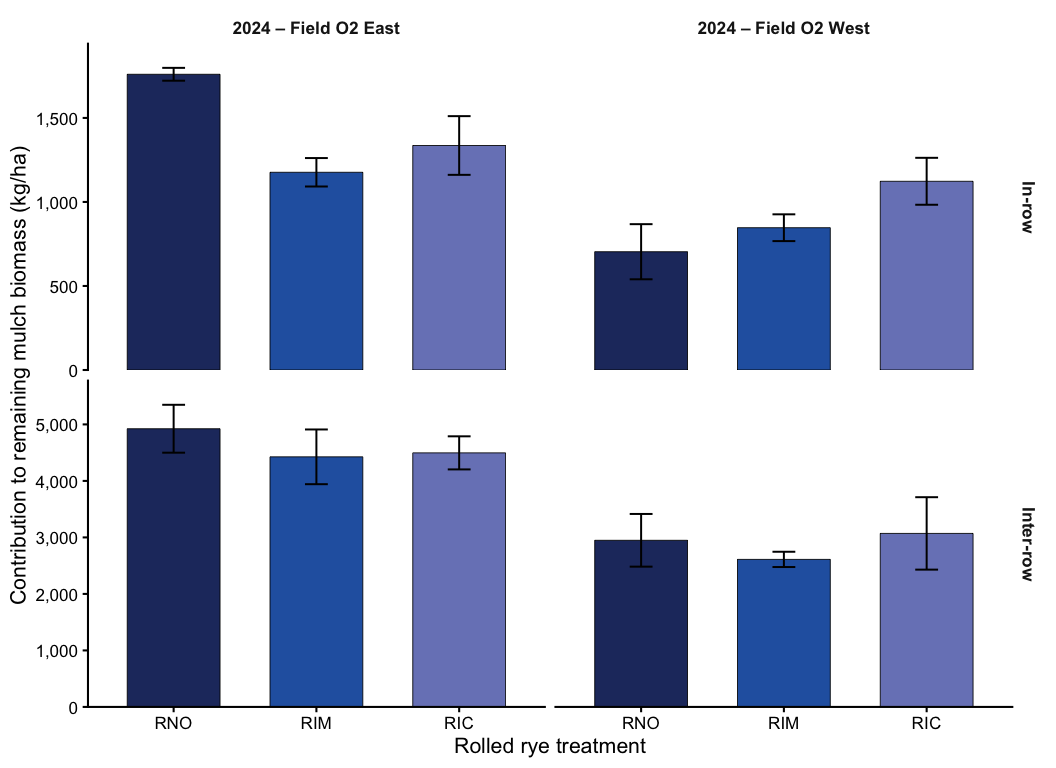 2024 – Field O2 East
2024 – Field O2 West
Contribution to remaining mulch biomass (kg/ha)
1,500
1,000
500
0
In-row
5,000
4,000
3,000
2,000
1,000
0
Inter-row
RNO RIM RIC RNO RIM RIC
Rolled rye treatment